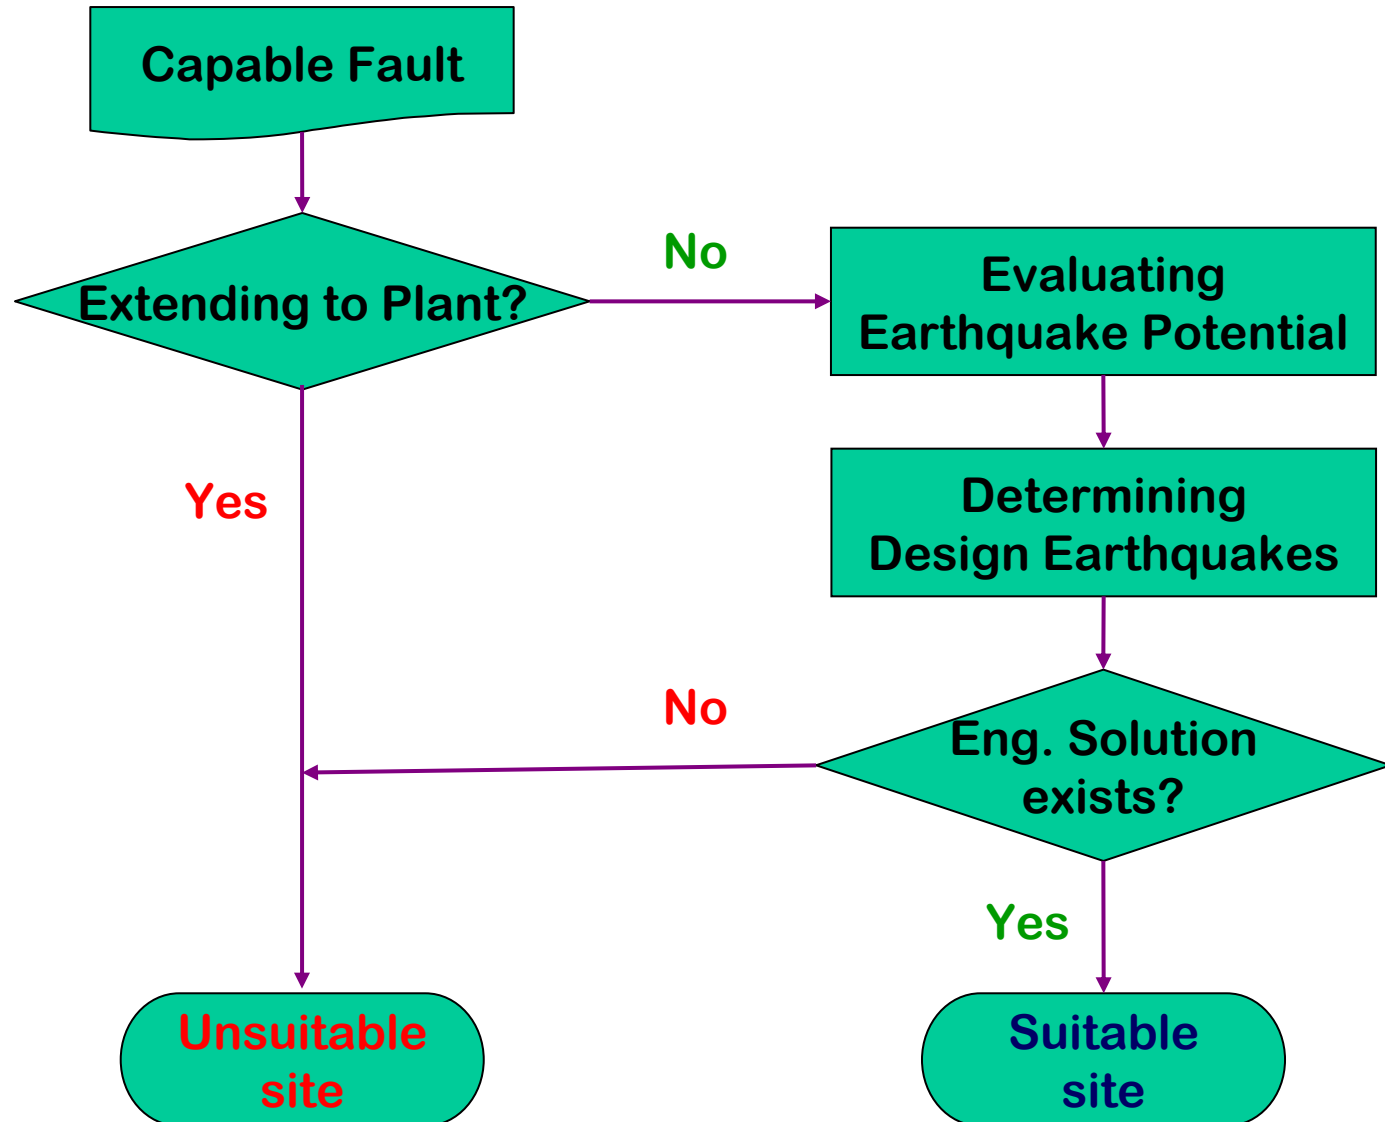 Capable Fault
Extending to Plant?
No
Evaluating
Earthquake Potential
Yes
Determining
Design Earthquakes
No
Eng. Solution
exists?
Yes
Unsuitable
site
Suitable
site